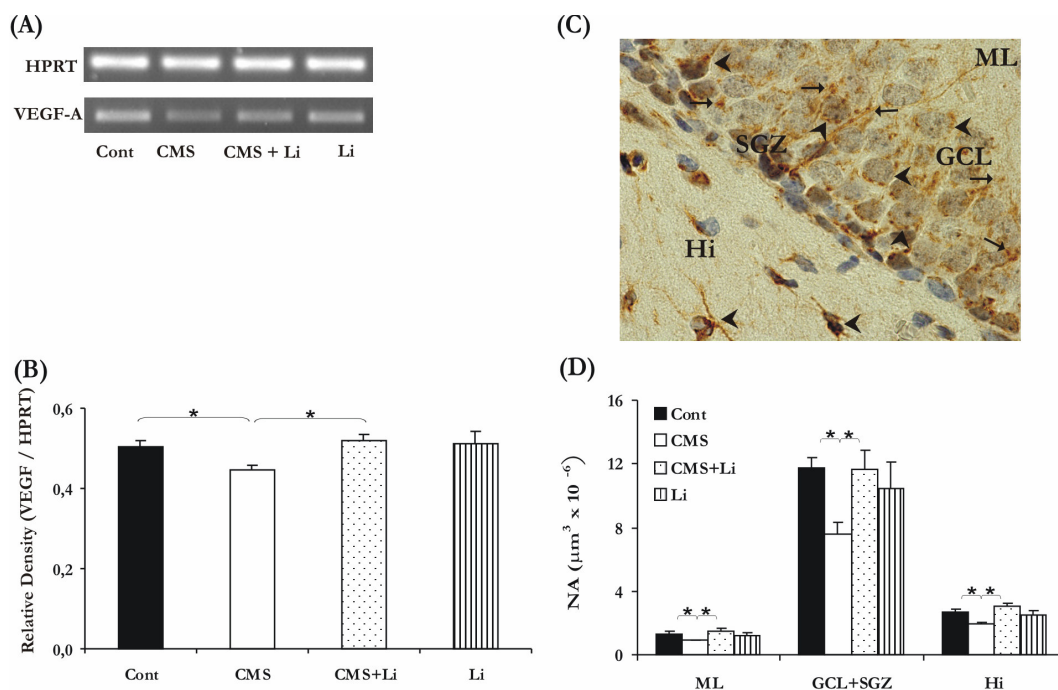 (A)
HPRT
VEGF-A
Cont CMS CMS + Li Li
(B)
Relative Density (VEGF / HPRT)
0,6
0,4
0,2
0,0
* *
Cont CMS CMS+Li Li
(C)
ML
SGZ
GCL
Hi
(D)
NA (µm³ x 10⁻⁶)
16
12
8
4
0
Cont
CMS
CMS+Li
Li
* *
* *
* *
ML GCL+SGZ Hi